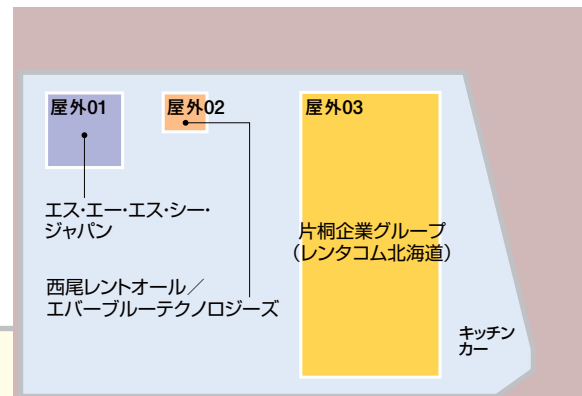 屋外01
屋外02
屋外03
エス・エー・エス・シー・
ジャパン
西尾レントオール／
エバーブルーテクノロジーズ
片桐企業グループ
（レンタコム北海道）
キッチン
カー